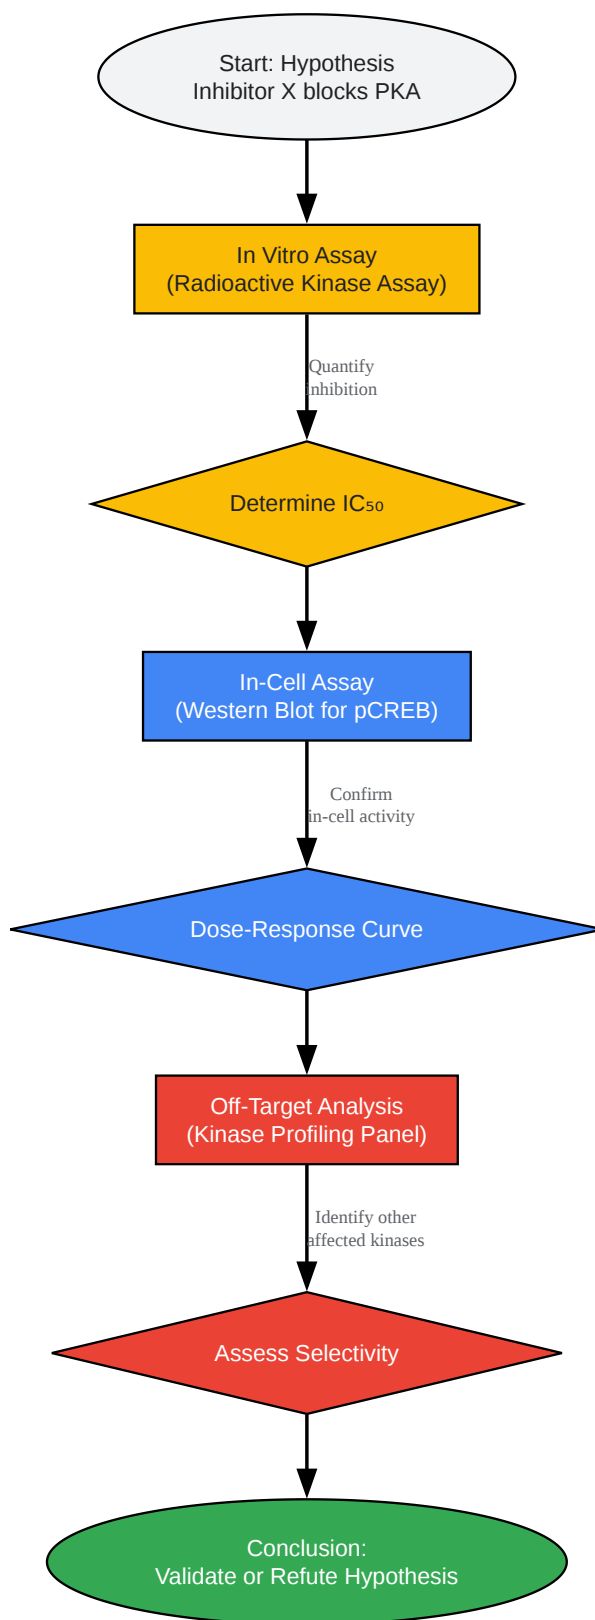 Start: Hypothesis
Inhibitor X blocks PKA
In Vitro Assay
(Radioactive Kinase Assay)
Quantify
inhibition
Determine IC₅₀
In-Cell Assay
(Western Blot for pCREB)
Confirm
in-cell activity
Dose-Response Curve
Off-Target Analysis
(Kinase Profiling Panel)
Identify other
affected kinases
Assess Selectivity
Conclusion:
Validate or Refute Hypothesis